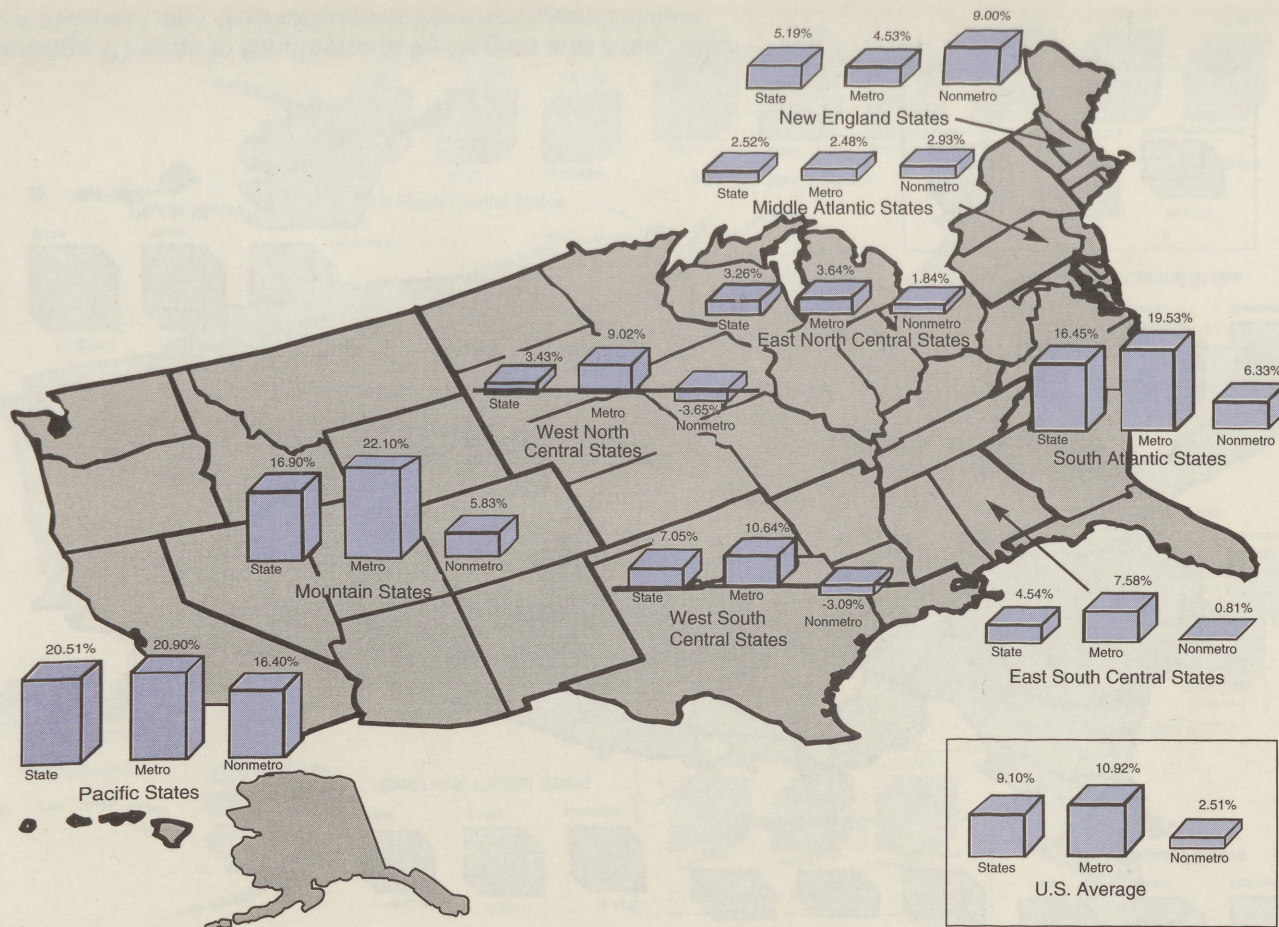 5.19% 4.53% 9.00%
State Metro Nonmetro
New England States
2.52% 2.48% 2.93%
State Metro Nonmetro
Middle Atlantic States
3.26% 3.64% 1.84%
State Metro Nonmetro
East North Central States
16.45% 19.53% 6.33%
State Metro Nonmetro
South Atlantic States
3.43% 9.02% -3.65%
State Metro Nonmetro
West North
Central States
16.90% 22.10% 5.83%
State Metro Nonmetro
Mountain States
7.05% 10.64% -3.09%
State Metro Nonmetro
West South
Central States
4.54% 7.58% 0.81%
State Metro Nonmetro
East South Central States
20.51% 20.90% 16.40%
State Metro Nonmetro
Pacific States
9.10% 10.92% 2.51%
States Metro Nonmetro
U.S. Average